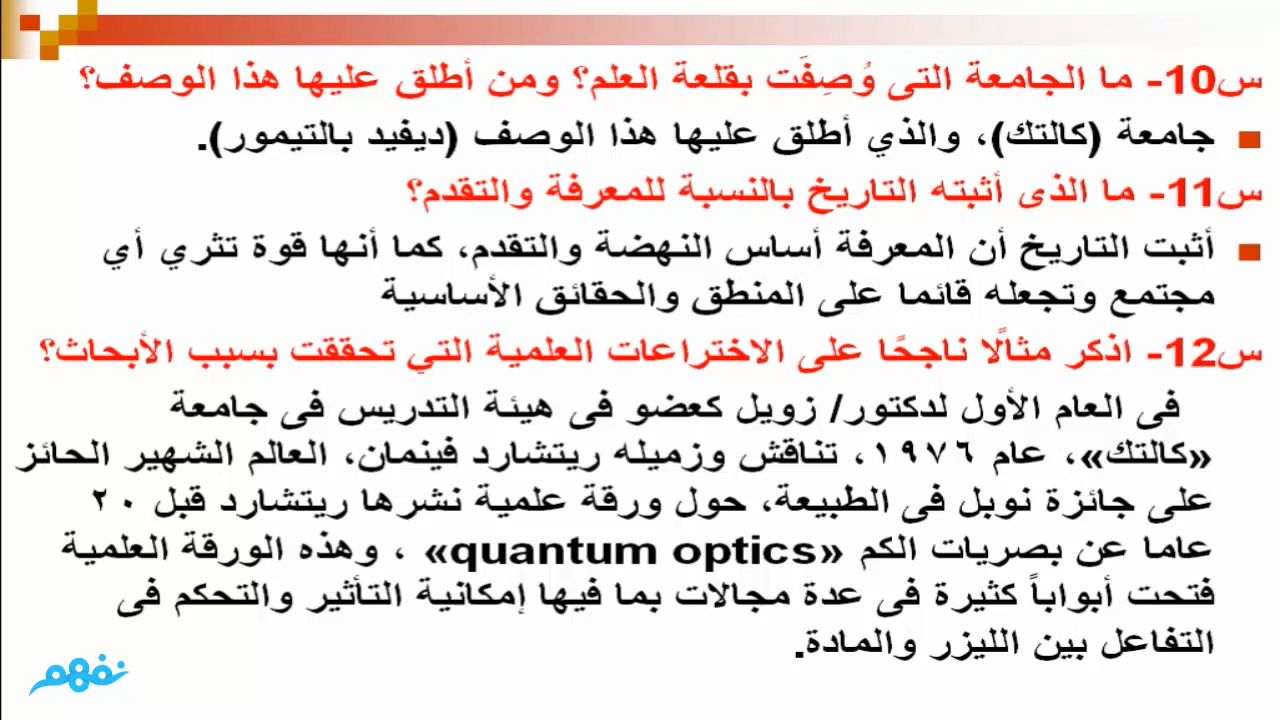 س10- ما الجامعة التى وُصِفَت بقلعة العلم؟ ومن أطلق عليها هذا الوصف؟
جامعة (كالتك)، والذي أطلق عليها هذا الوصف (ديفيد بالتيمور).
س11- ما الذى أثبته التاريخ بالنسبة للمعرفة والتقدم؟
أثبت التاريخ أن المعرفة أساس النهضة والتقدم، كما أنها قوة تثري أي
مجتمع وتجعله قائما على المنطق والحقائق الأساسية
س12- اذكر مثالًا ناجحًا على الاختراعات العلمية التي تحققت بسبب الأبحاث؟
فى العام الأول لدكتور/ زويل كعضو فى هيئة التدريس فى جامعة
«كالتك»، عام ١٩٧٦، تناقش وزميله ريتشارد فينمان، العالم الشهير الحائز
على جائزة نوبل فى الطبيعة، حول ورقة علمية نشرها ريتشارد قبل ٢٠
عاما عن بصريات الكم «quantum optics» ، وهذه الورقة العلمية
فتحت أبواباً كثيرة فى عدة مجالات بما فيها إمكانية التأثير والتحكم فى
التفاعل بين الليزر والمادة.
نفهم